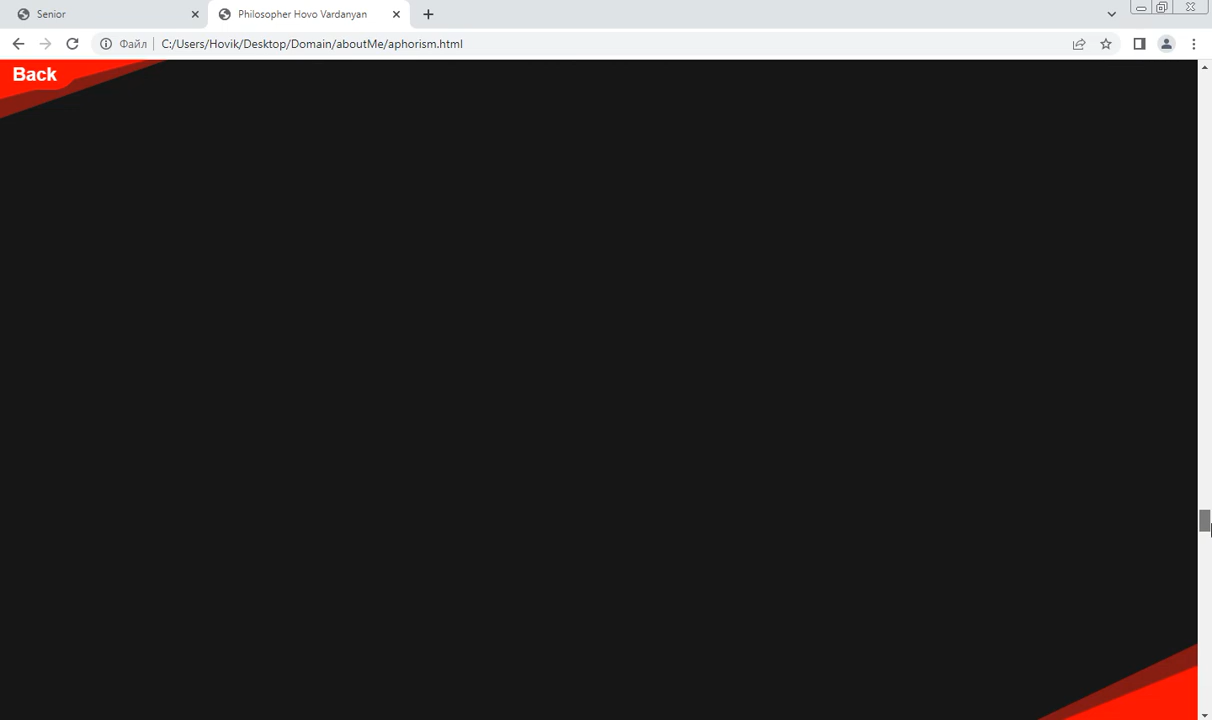 Senior
Philosopher Hovo Vardanyan
Файл
C:/Users/Hovik/Desktop/Domain/aboutMe/aphorism.html
Back